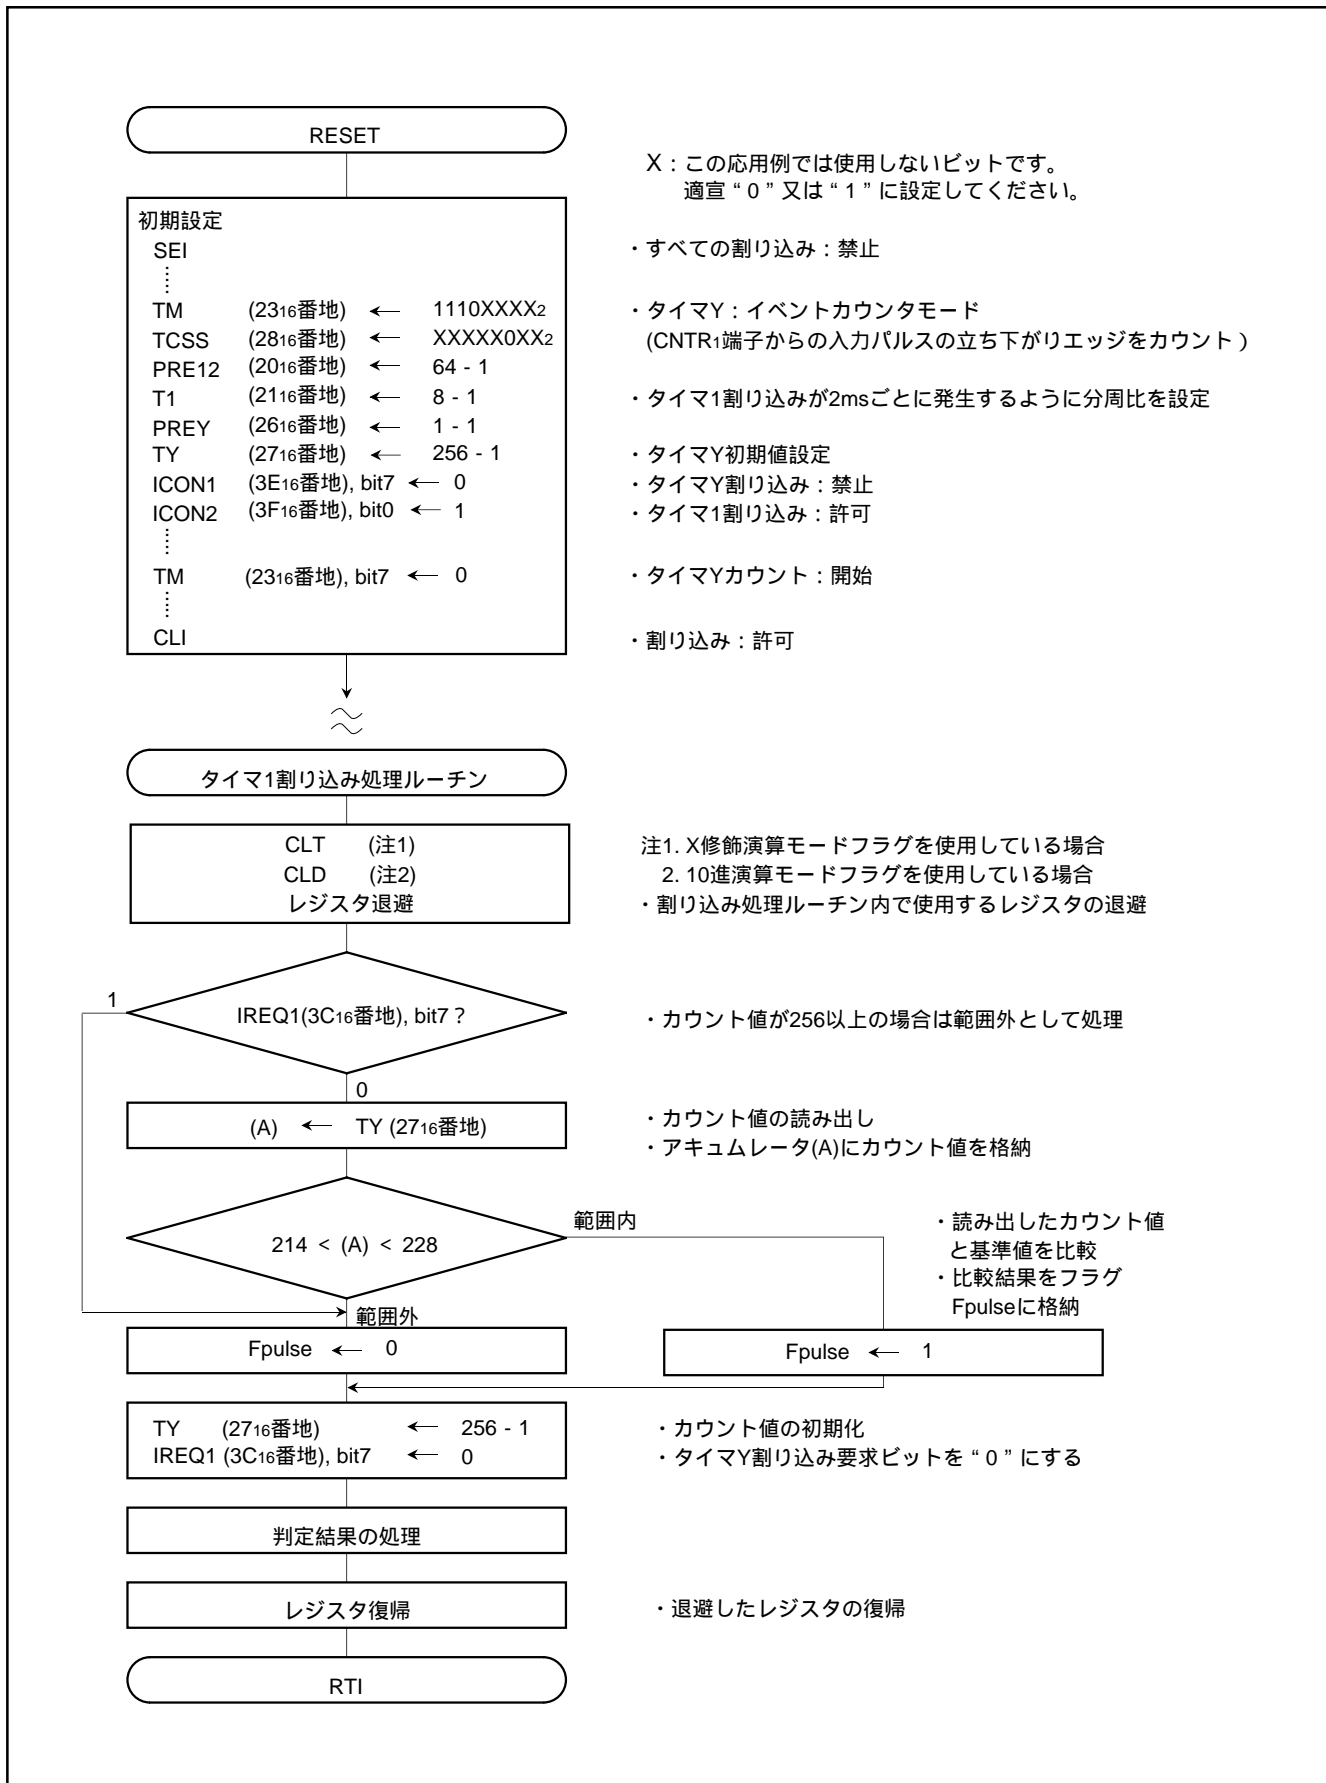 RESET
X：この応用例では使用しないビットです。
適宣 “ 0 ” 又は “ 1 ” に設定してください。
初期設定
SEI ・すべての割り込み：禁止
TM (2316番地) ← 1110XXXX2 ・タイマY：イベントカウンタモード
TCSS (2816番地) ← XXXXX0XX2 (CNTR1端子からの入力パルスの立ち下がりエッジをカウント )
PRE12 (2016番地) ← 64 - 1
T1 (2116番地) ← 8 - 1 ・タイマ1割り込みが2msごとに発生するように分周比を設定
PREY (2616番地) ← 1 - 1
TY (2716番地) ← 256 - 1 ・タイマY初期値設定
ICON1 (3E16番地), bit7 ← 0 ・タイマY割り込み：禁止
ICON2 (3F16番地), bit0 ← 1 ・タイマ1割り込み：許可
TM (2316番地), bit7 ← 0 ・タイマYカウント：開始
CLI ・割り込み：許可
タイマ1割り込み処理ルーチン
CLT (注1) 注1. X修飾演算モードフラグを使用している場合
CLD (注2) 2. 10進演算モードフラグを使用している場合
レジスタ退避 ・割り込み処理ルーチン内で使用するレジスタの退避
1
IREQ1(3C16番地), bit7 ? ・カウント値が256以上の場合は範囲外として処理
0
(A) ← TY (2716番地) ・カウント値の読み出し
・アキュムレータ(A)にカウント値を格納
範囲内
214 < (A) < 228
・読み出したカウント値
と基準値を比較
・比較結果をフラグ
Fpulseに格納
範囲外
Fpulse ← 0
Fpulse ← 1
TY (2716番地) ← 256 - 1 ・カウント値の初期化
IREQ1 (3C16番地), bit7 ← 0 ・タイマY割り込み要求ビットを “ 0 ” にする
判定結果の処理
レジスタ復帰 ・退避したレジスタの復帰
RTI